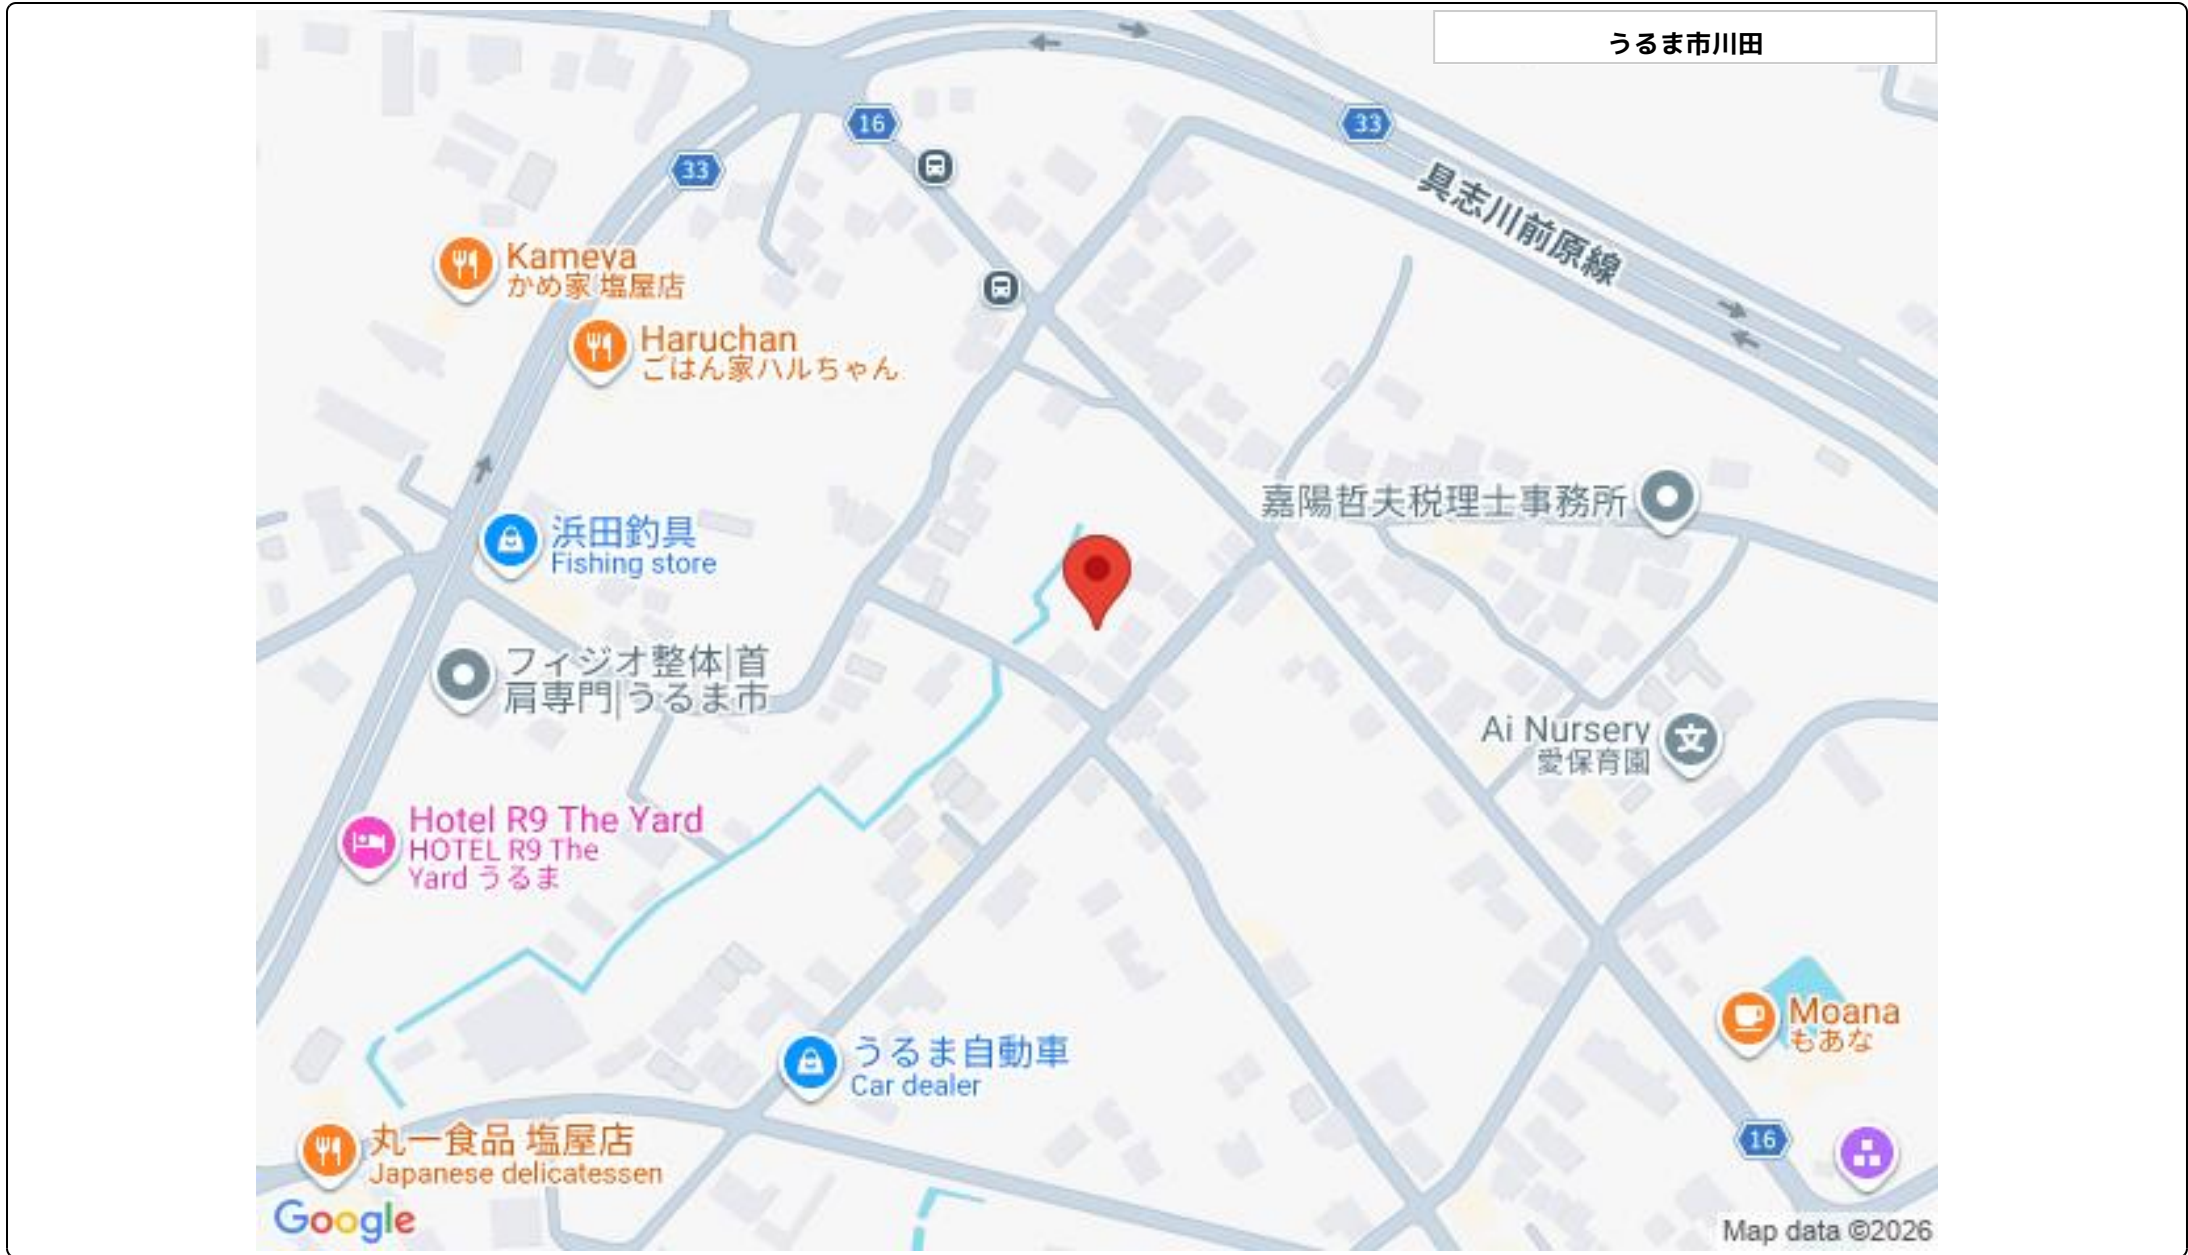 うるま市川田
16
33
33
具志川前原線
Kameya
かめ家 塩屋店
Haruchan
ごはん家ハルちゃん
嘉陽哲夫税理士事務所
浜田釣具
Fishing store
フィジオ整体|首
肩専門|うるま市
Ai Nursery
愛保育園
文
Hotel R9 The Yard
HOTEL R9 The
Yard うるま
Moana
もあな
うるま自動車
Car dealer
16
丸一食品 塩屋店
Japanese delicatessen
Google
Map data ©2026